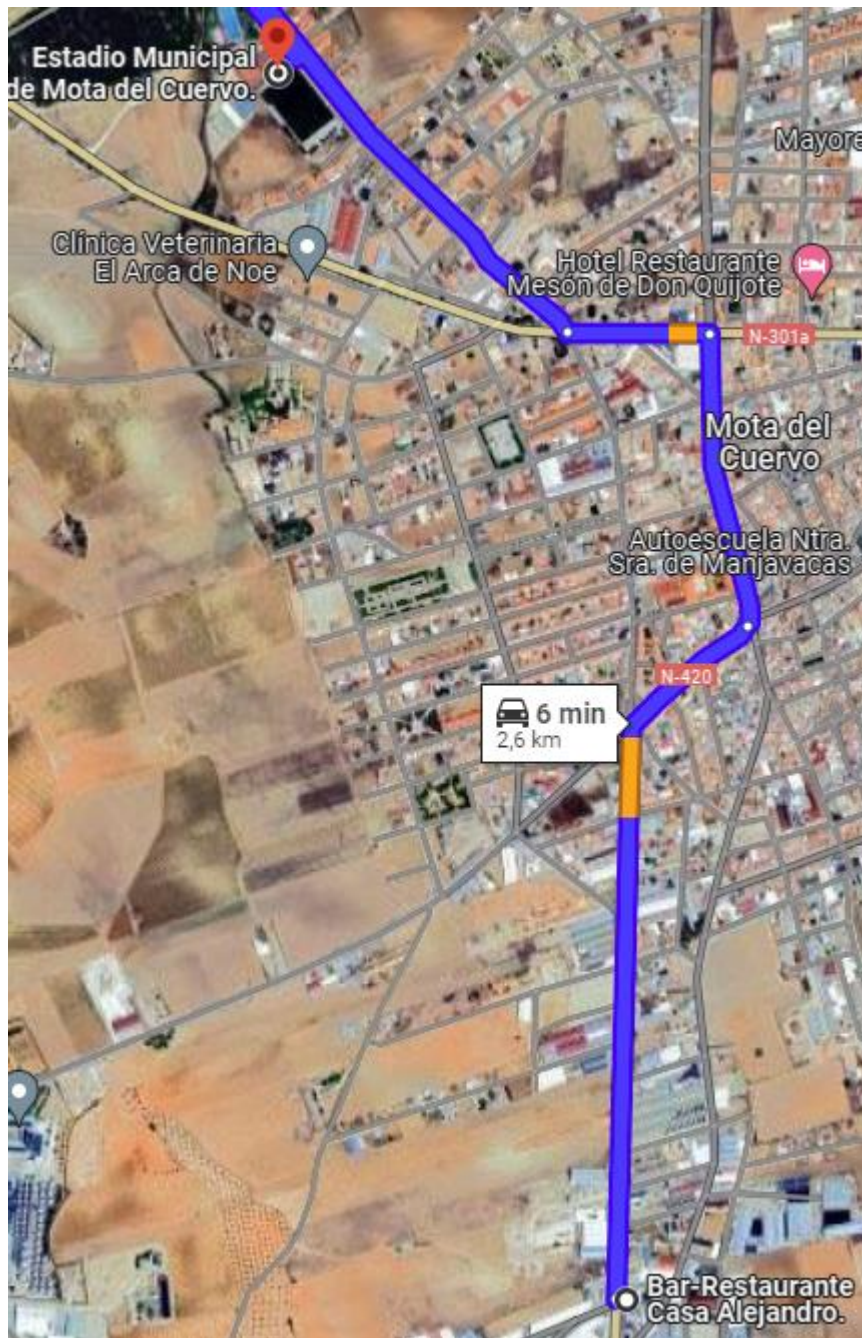 Estadio Municipal
de Mota del Cuervo.
Mayore
Clínica Veterinaria
El Arca de Noe
Hotel Restaurante
Mesón de Don Quijote
N-301a
Mota del
Cuervo
Autoescuela Ntra.
Sra. de Manjavacas
N-420
6 min
2,6 km
Bar-Restaurante
Casa Alejandro.